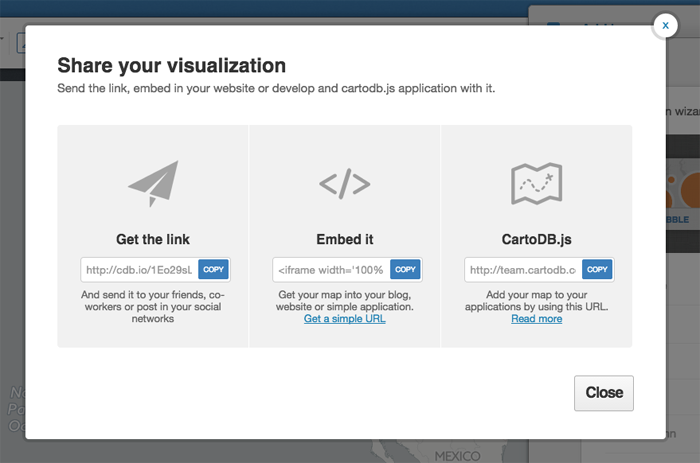 x
Share your visualization
Send the link, embed in your website or develop and cartodb.js application with it.
Get the link
http://cdb.io/1Eo29sL
COPY
And send it to your friends, co-
workers or post in your social
networks
Embed it
<iframe width='100%
COPY
Get your map into your blog,
website or simple application.
Get a simple URL
CartoDB.js
http://team.cartodb.c
COPY
Add your map to your
applications by using this URL.
Read more
Close
n wizar
BBLE
MEXICO